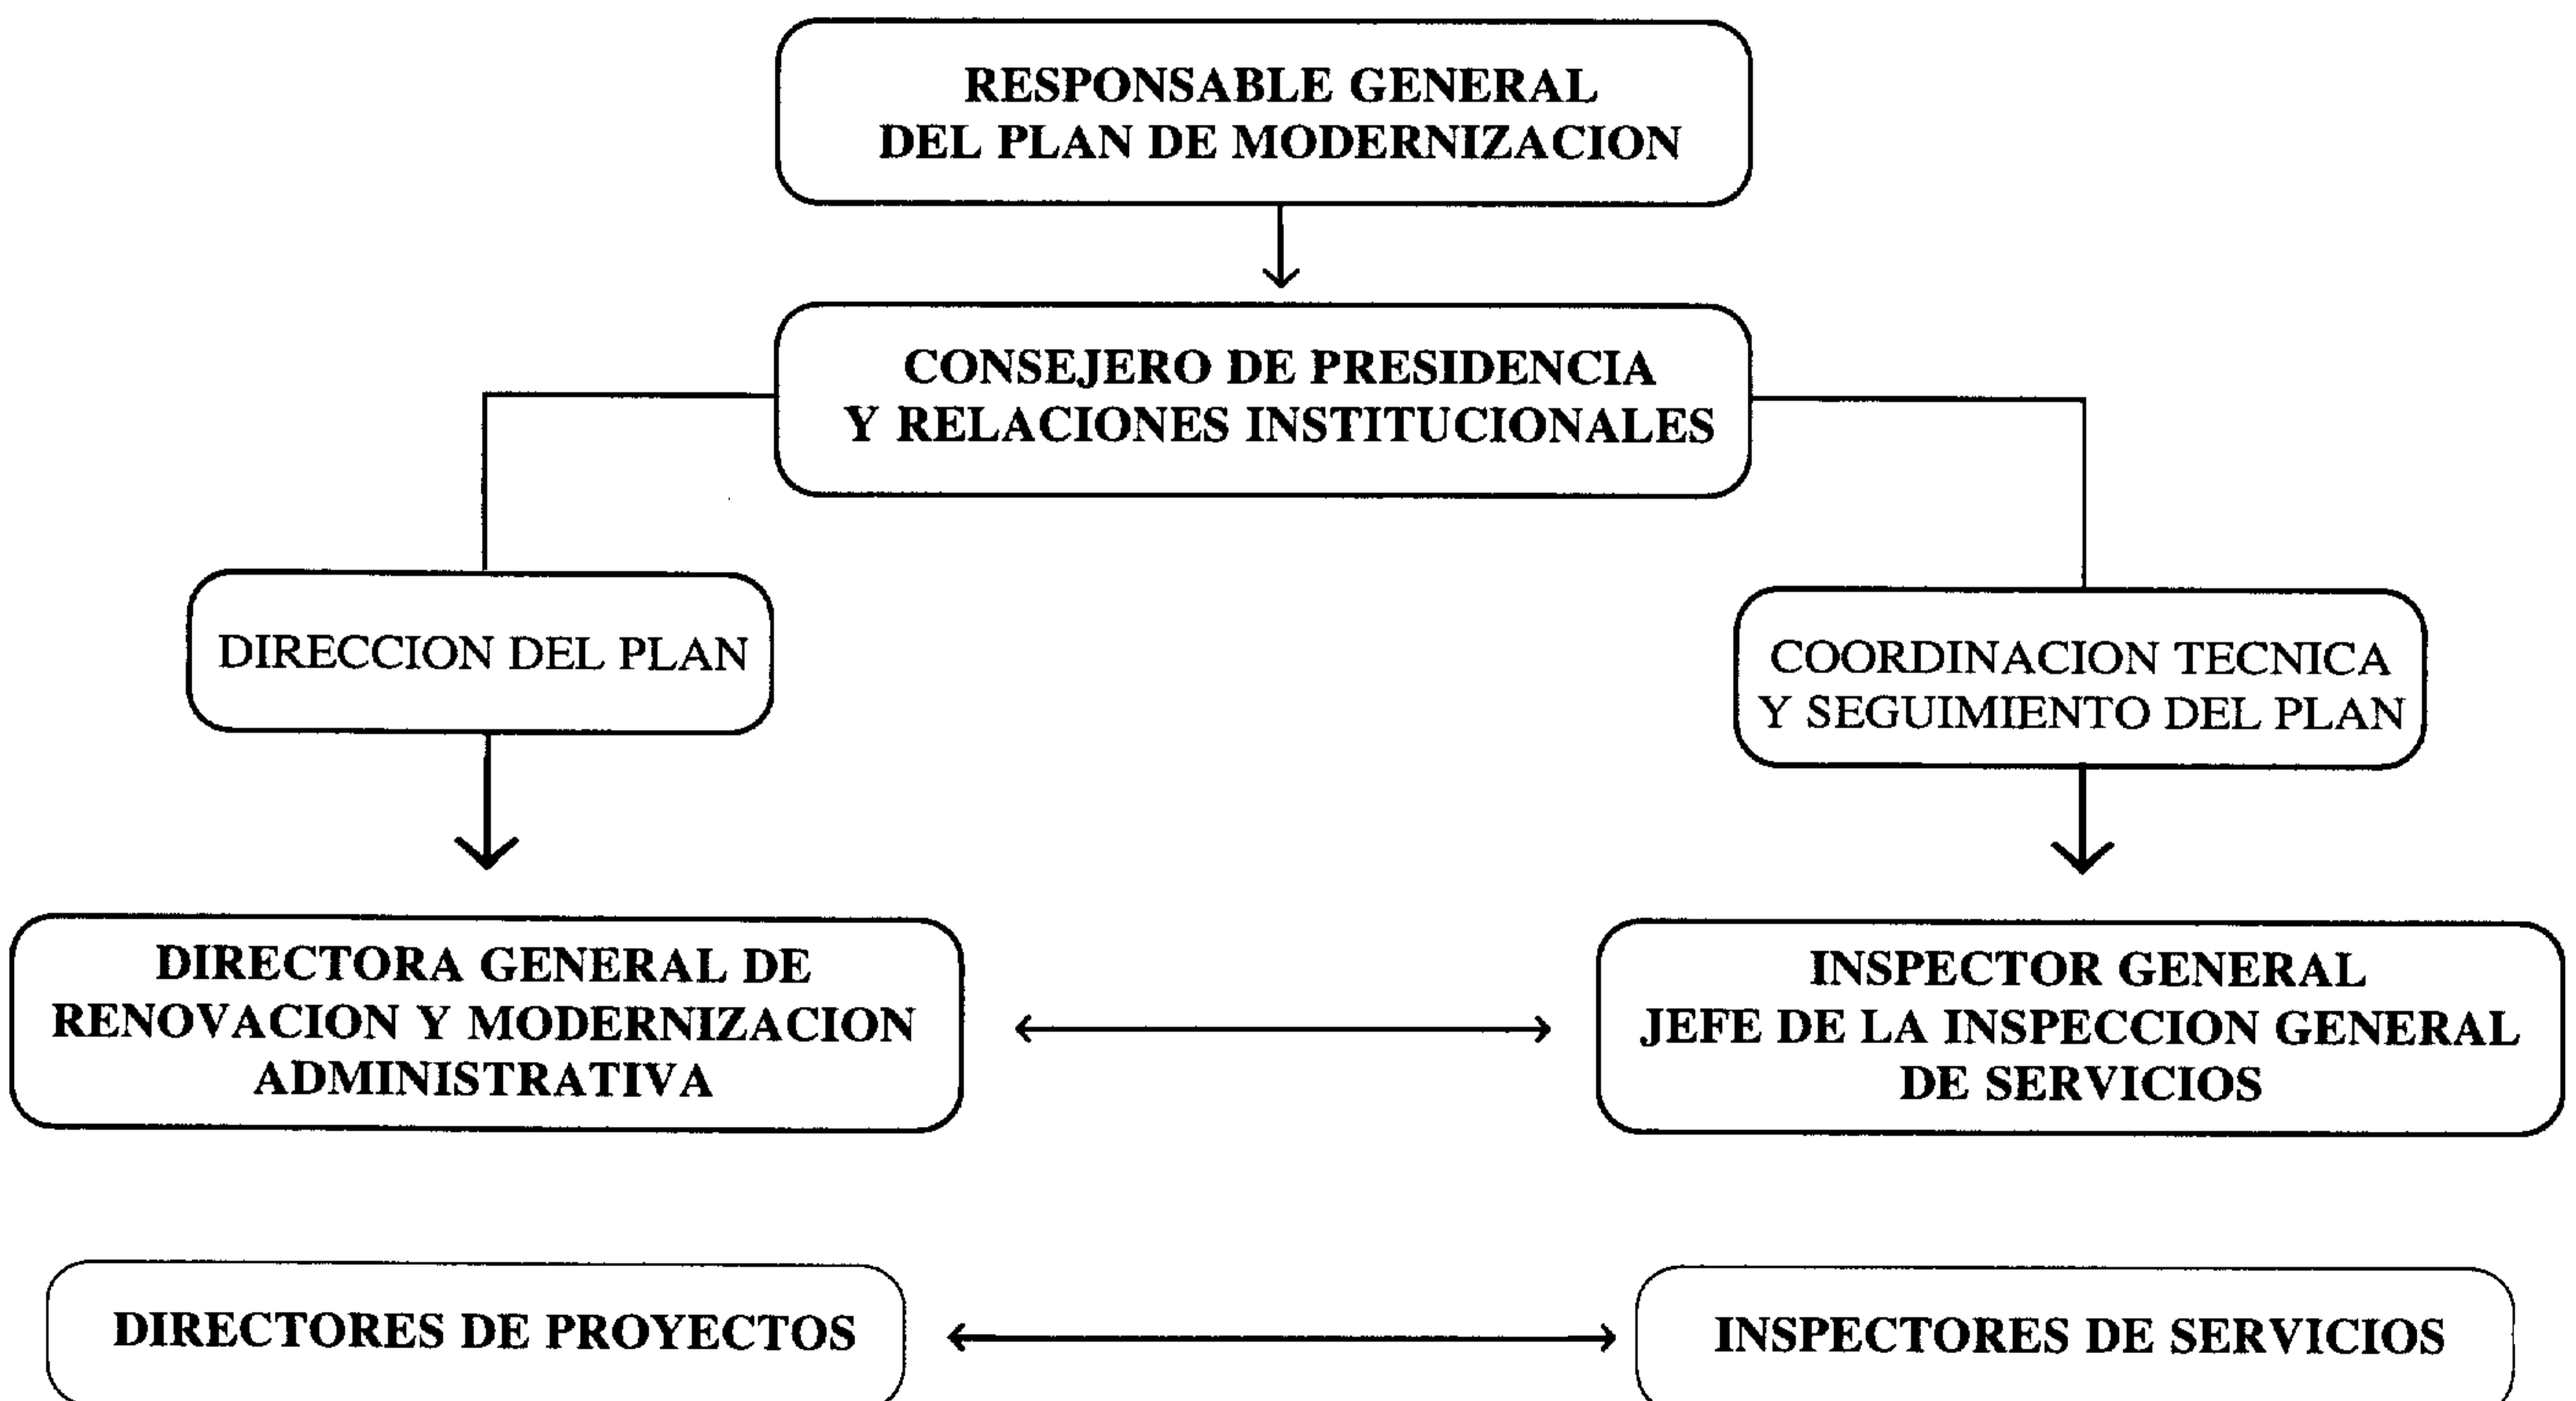 RESPONSABLE GENERAL
DEL PLAN DE MODERNIZACION
CONSEJERO DE PRESIDENCIA
Y RELACIONES INSTITUCIONALES
DIRECCION DEL PLAN
COORDINACION TECNICA
Y SEGUIMIENTO DEL PLAN
DIRECTORA GENERAL DE
RENOVACION Y MODERNIZACION
ADMINISTRATIVA
INSPECTOR GENERAL
JEFE DE LA INSPECCION GENERAL
DE SERVICIOS
DIRECTORES DE PROYECTOS
INSPECTORES DE SERVICIOS